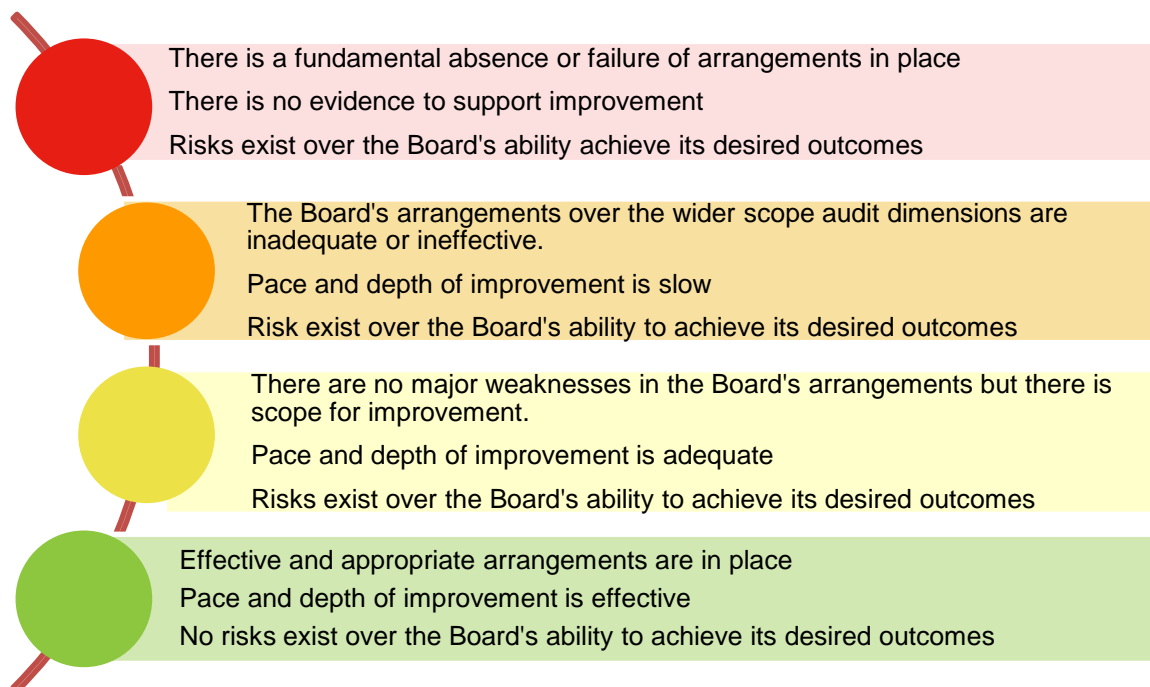 There is a fundamental absence or failure of arrangements in place
There is no evidence to support improvement
Risks exist over the Board's ability achieve its desired outcomes
The Board's arrangements over the wider scope audit dimensions are
inadequate or ineffective.
Pace and depth of improvement is slow
Risk exist over the Board's ability to achieve its desired outcomes
There are no major weaknesses in the Board's arrangements but there is
scope for improvement.
Pace and depth of improvement is adequate
Risks exist over the Board's ability to achieve its desired outcomes
Effective and appropriate arrangements are in place
Pace and depth of improvement is effective
No risks exist over the Board's ability to achieve its desired outcomes